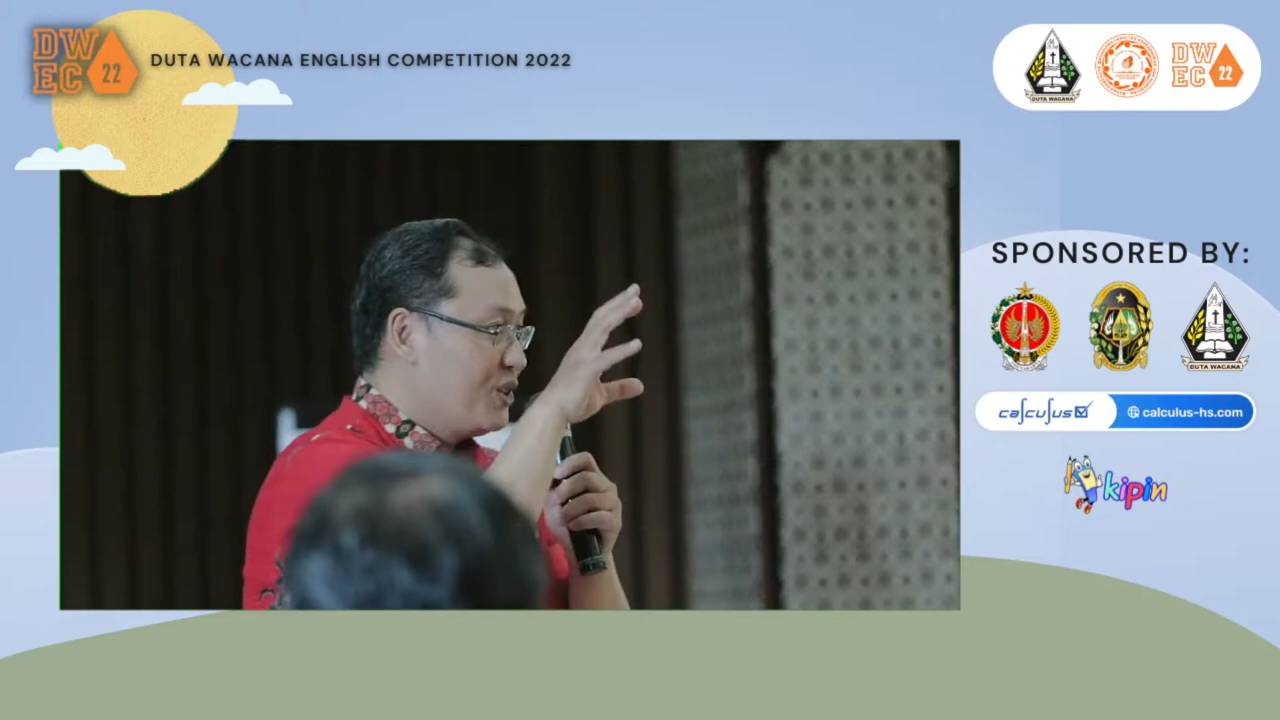 DW
EC 22
DUTA WACANA ENGLISH COMPETITION 2022
DUTA WACANA
DW
EC 22
SPONSORED BY:
DUTA WACANA
calculus
calculus-hs.com
kipin